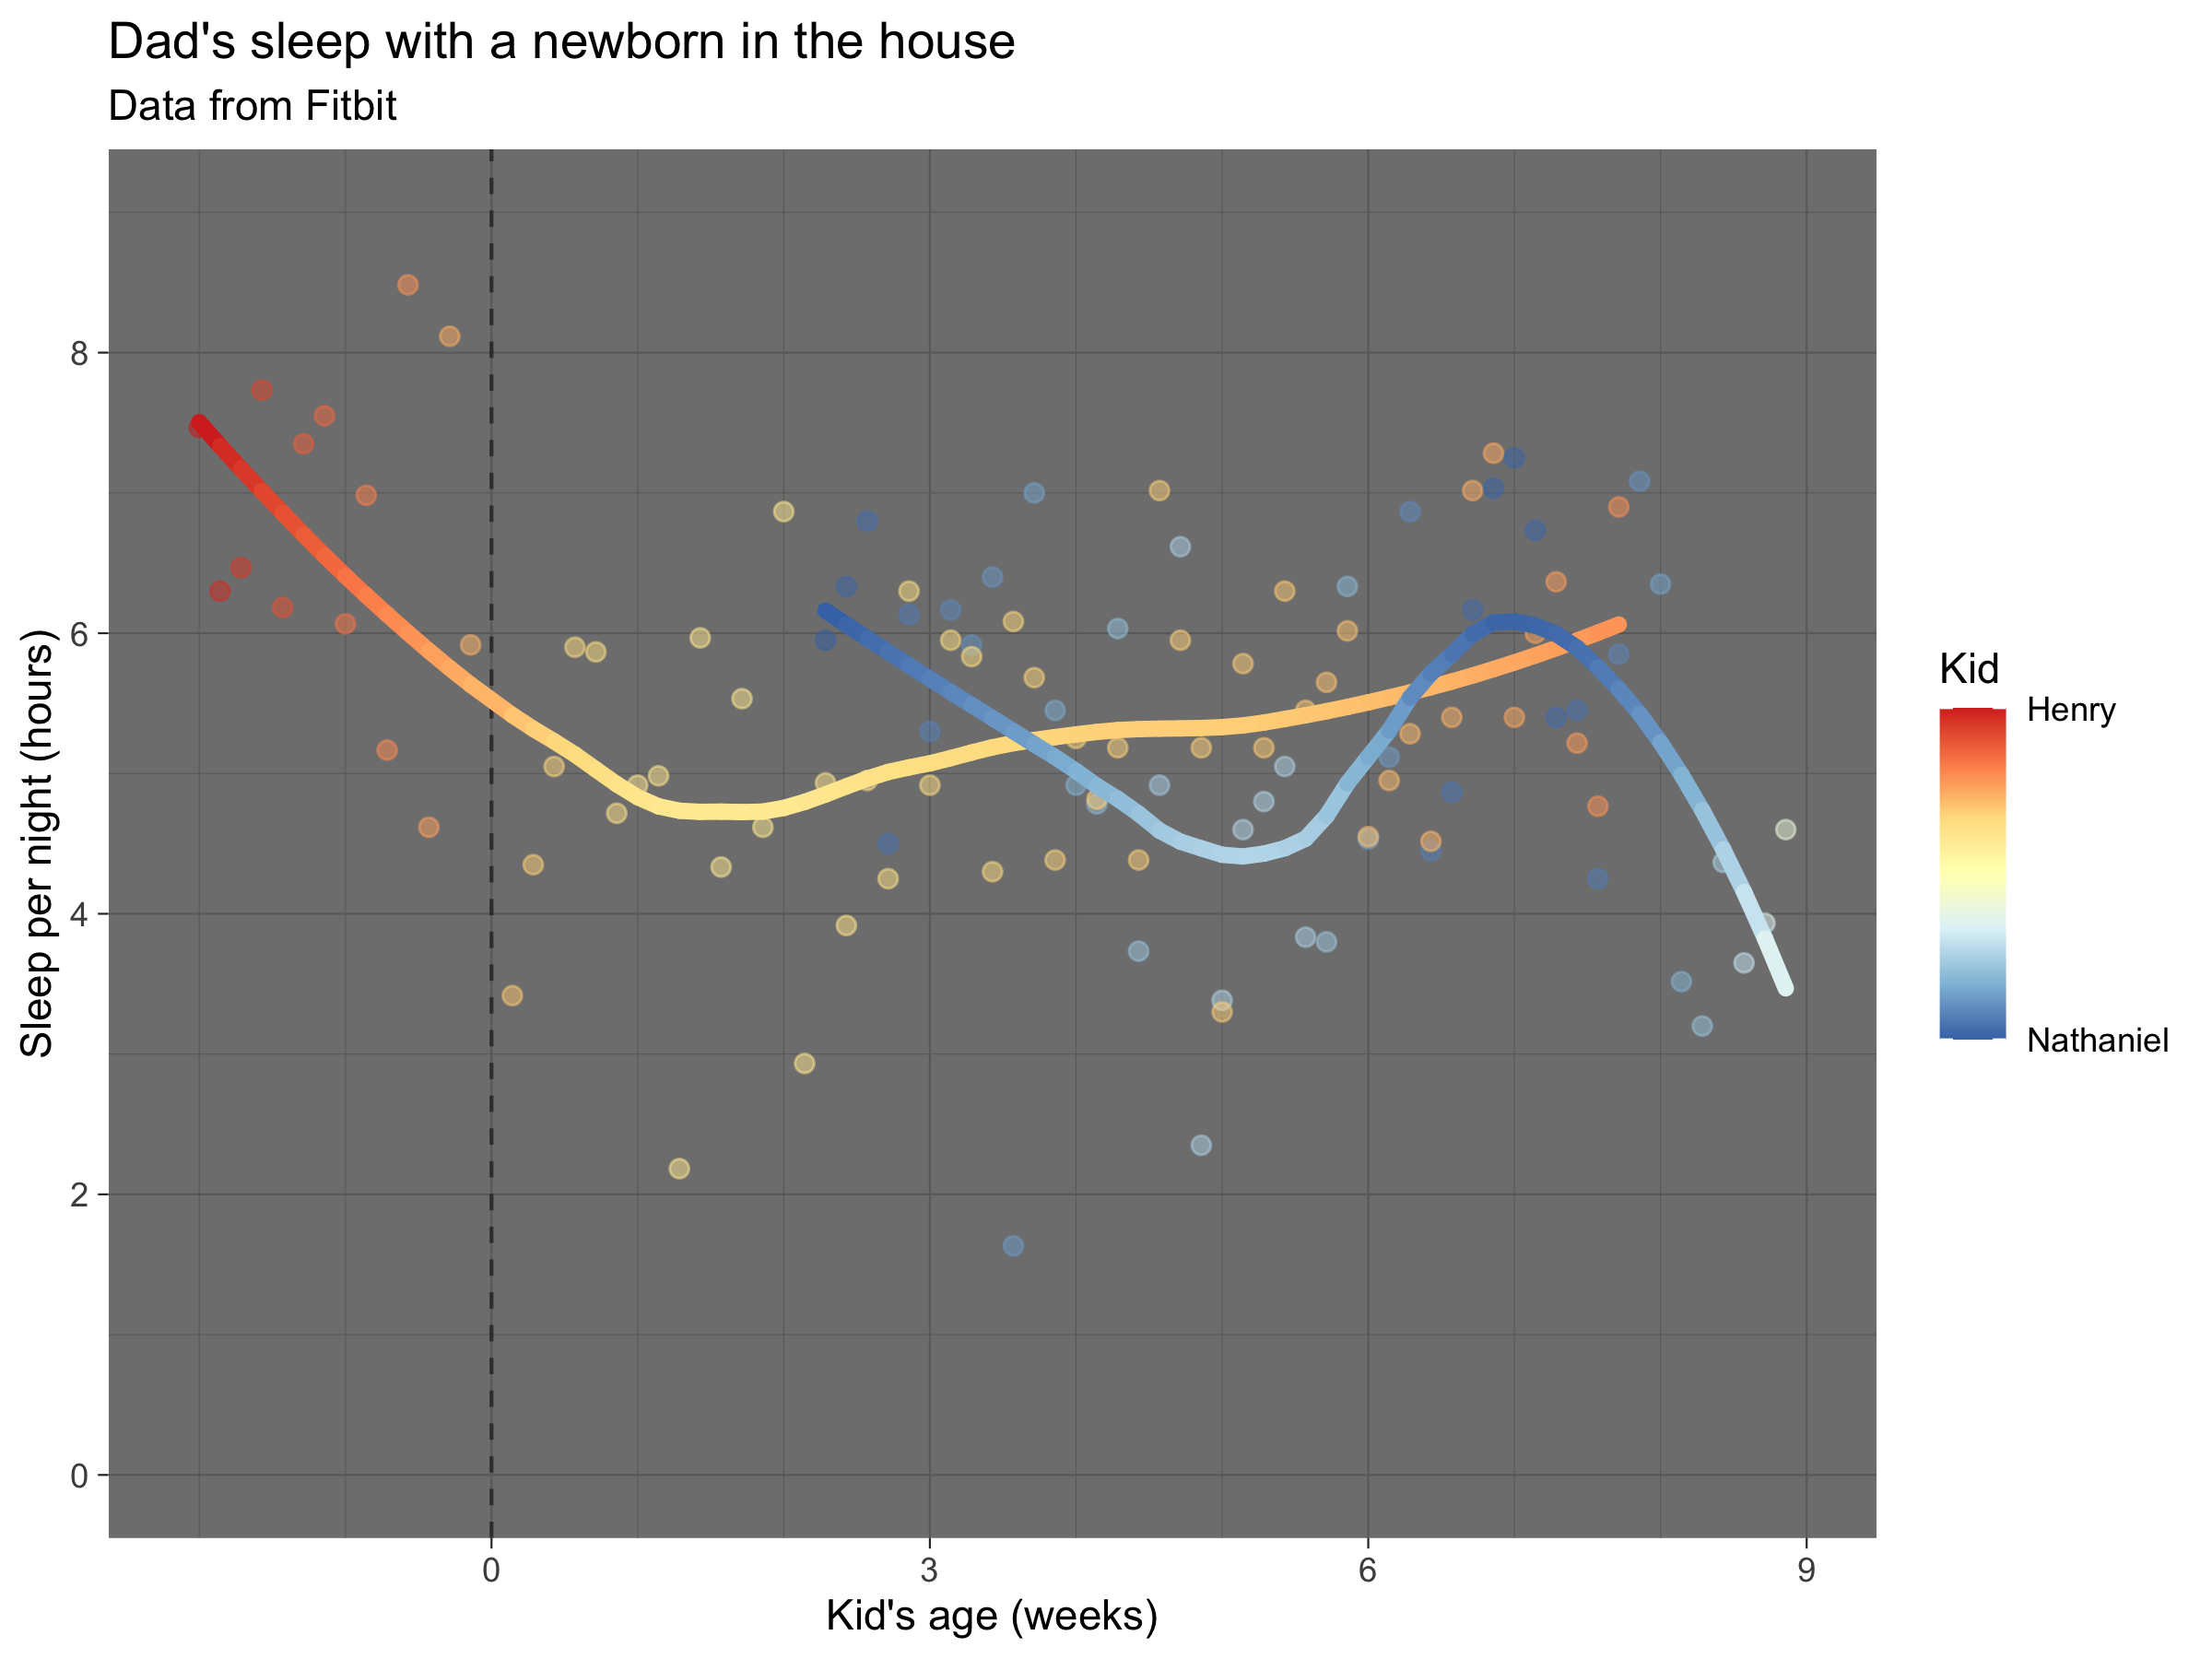 Dad's sleep with a newborn in the house
Data from Fitbit
Sleep per night (hours)
8
6
4
2
0
0 3 6 9
Kid's age (weeks)
Kid
Henry
Nathaniel